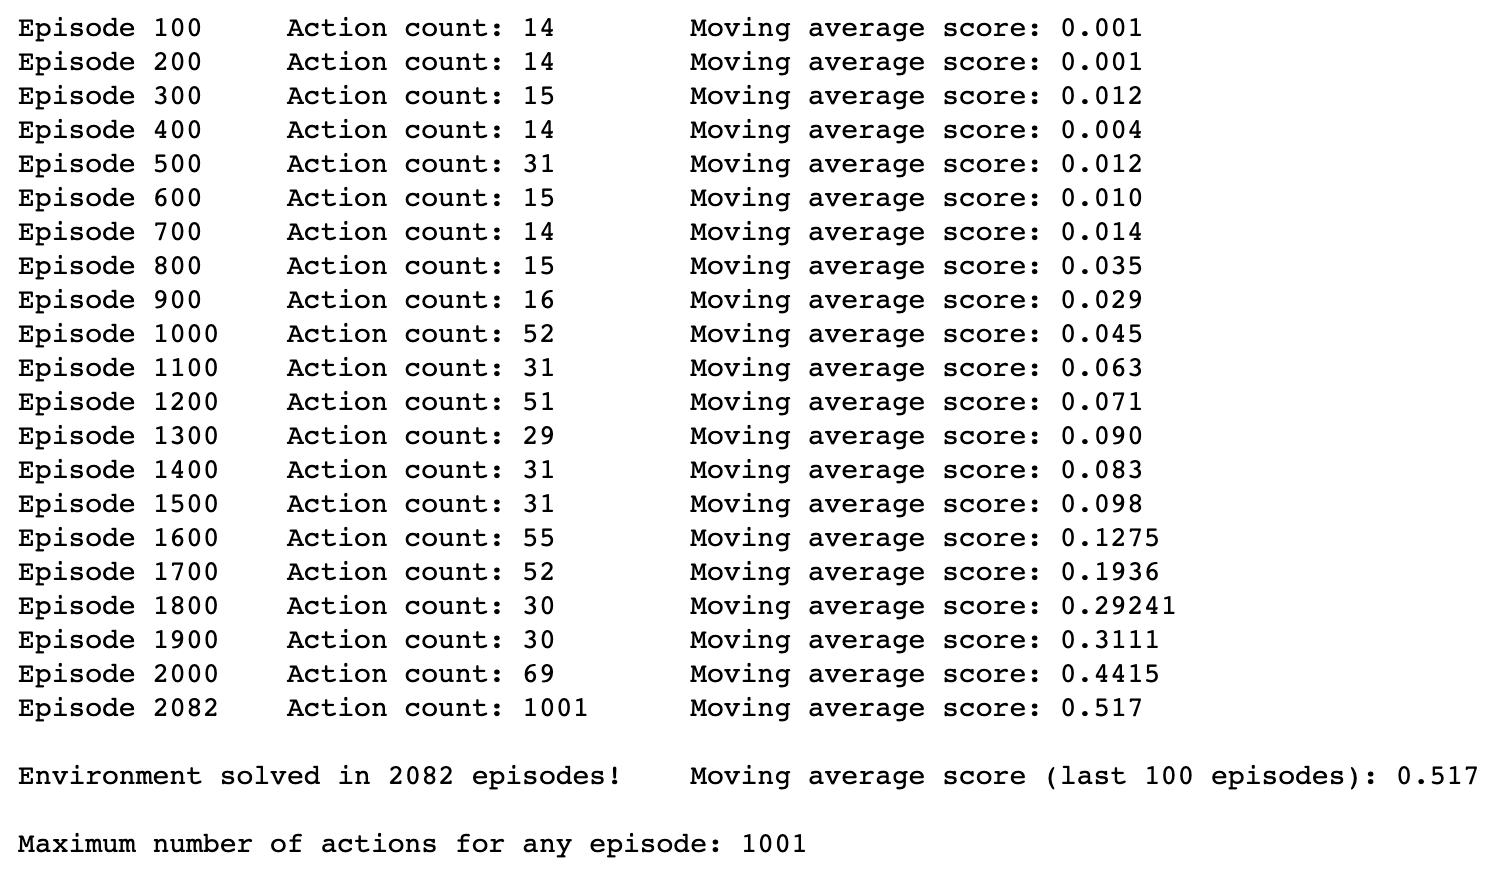 Episode 100 Action count: 14 Moving average score: 0.001
Episode 200 Action count: 14 Moving average score: 0.001
Episode 300 Action count: 15 Moving average score: 0.012
Episode 400 Action count: 14 Moving average score: 0.004
Episode 500 Action count: 31 Moving average score: 0.012
Episode 600 Action count: 15 Moving average score: 0.010
Episode 700 Action count: 14 Moving average score: 0.014
Episode 800 Action count: 15 Moving average score: 0.035
Episode 900 Action count: 16 Moving average score: 0.029
Episode 1000 Action count: 52 Moving average score: 0.045
Episode 1100 Action count: 31 Moving average score: 0.063
Episode 1200 Action count: 51 Moving average score: 0.071
Episode 1300 Action count: 29 Moving average score: 0.090
Episode 1400 Action count: 31 Moving average score: 0.083
Episode 1500 Action count: 31 Moving average score: 0.098
Episode 1600 Action count: 55 Moving average score: 0.1275
Episode 1700 Action count: 52 Moving average score: 0.1936
Episode 1800 Action count: 30 Moving average score: 0.29241
Episode 1900 Action count: 30 Moving average score: 0.3111
Episode 2000 Action count: 69 Moving average score: 0.4415
Episode 2082 Action count: 1001 Moving average score: 0.517
Environment solved in 2082 episodes! Moving average score (last 100 episodes): 0.517
Maximum number of actions for any episode: 1001